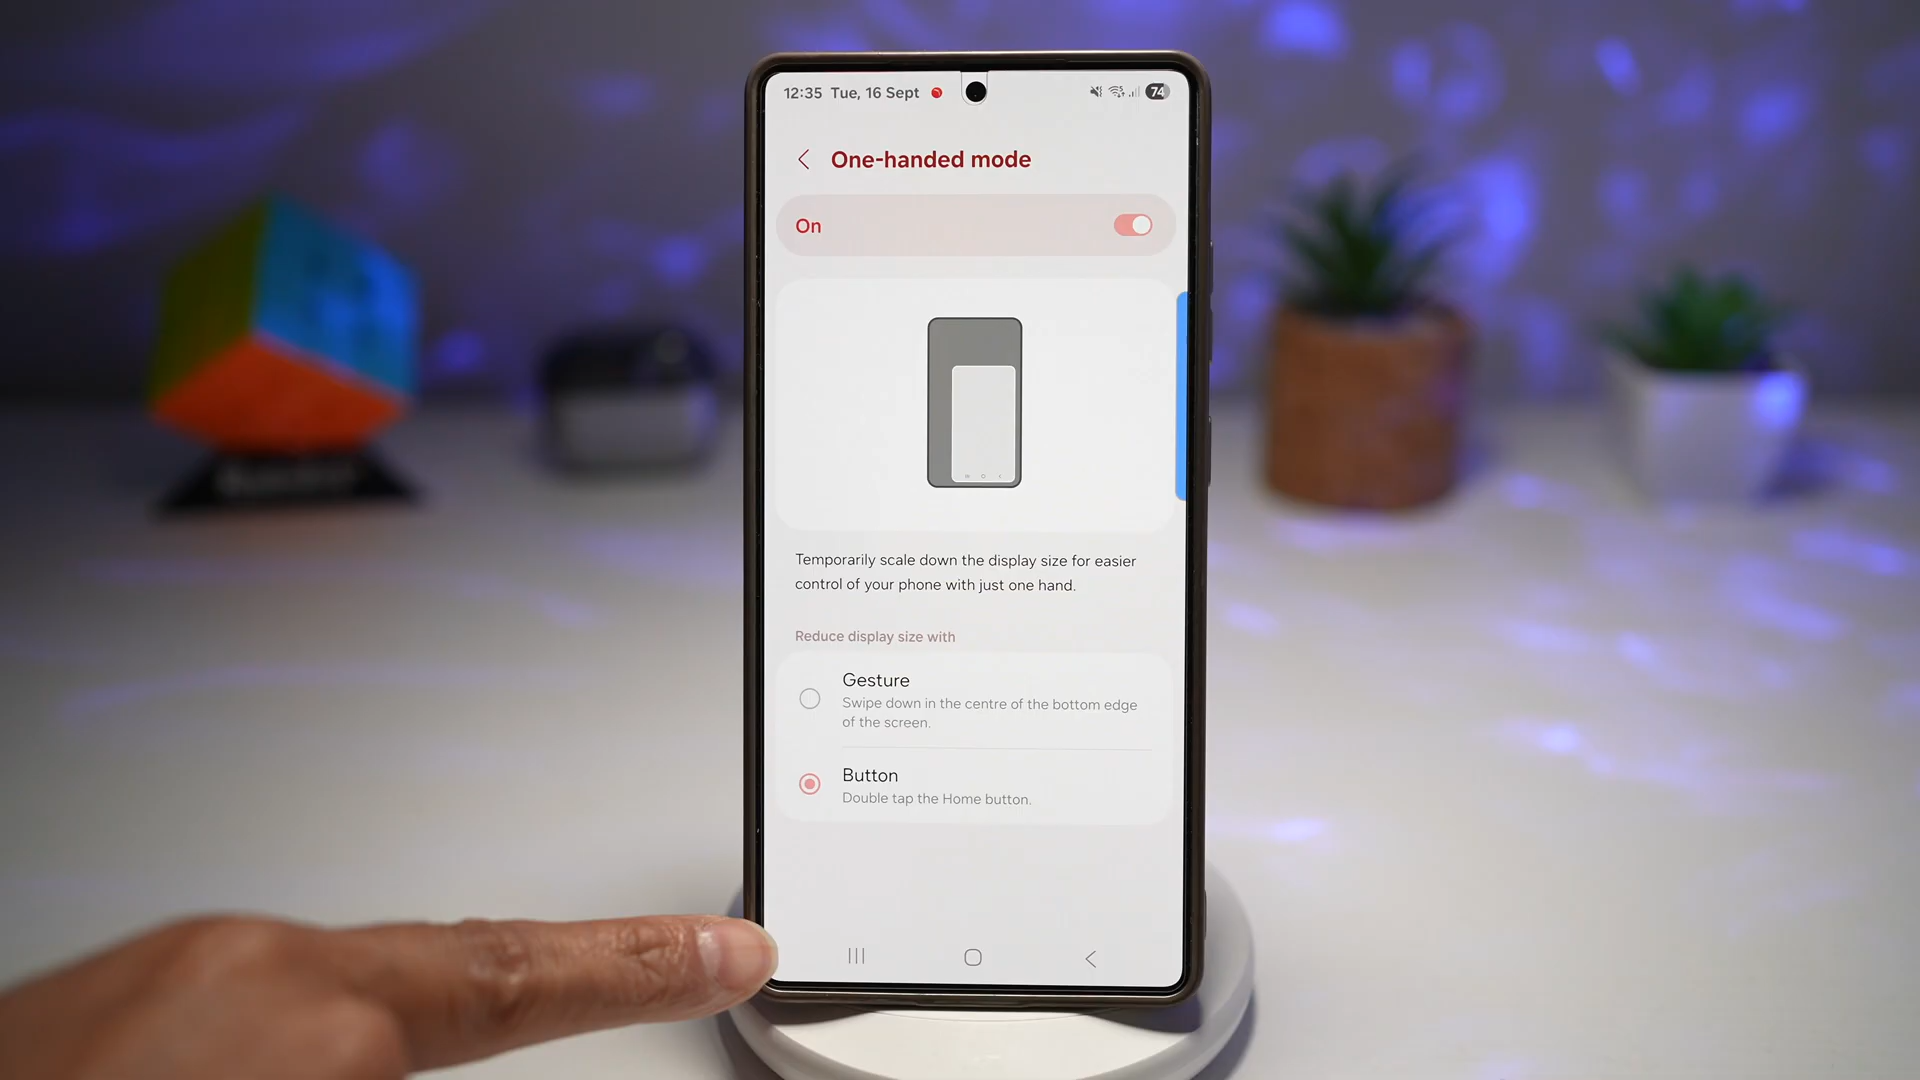 12:35 Tue, 16 Sept 74
One-handed mode
On
Temporarily scale down the display size for easier
control of your phone with just one hand.
Reduce display size with
Gesture
Swipe down in the centre of the bottom edge
of the screen.
Button
Double tap the Home button.